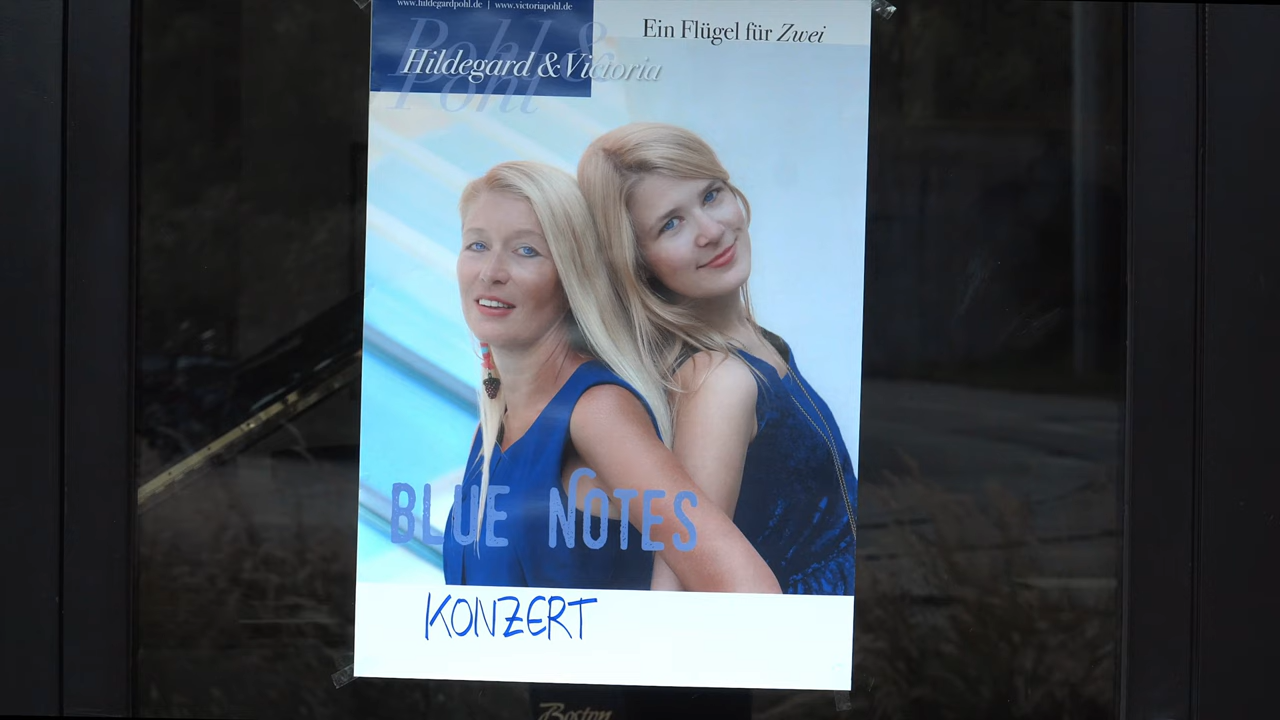 www.hildegardpohl.de | www.victoriapohl.de
Ein Flügel für Zwei
Pohl &
Hildegard & Victoria
Pohl
BLUE NOTES
KONZERT
Boston